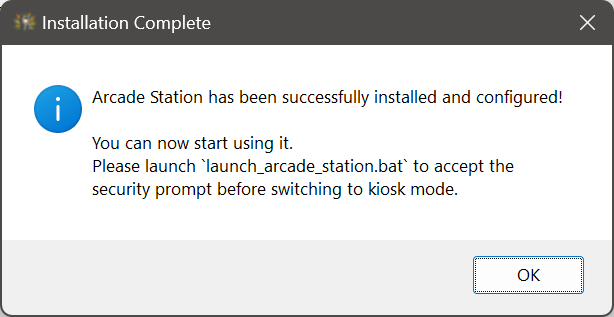 Installation Complete
Arcade Station has been successfully installed and configured!
You can now start using it.
Please launch `launch_arcade_station.bat` to accept the
security prompt before switching to kiosk mode.
OK